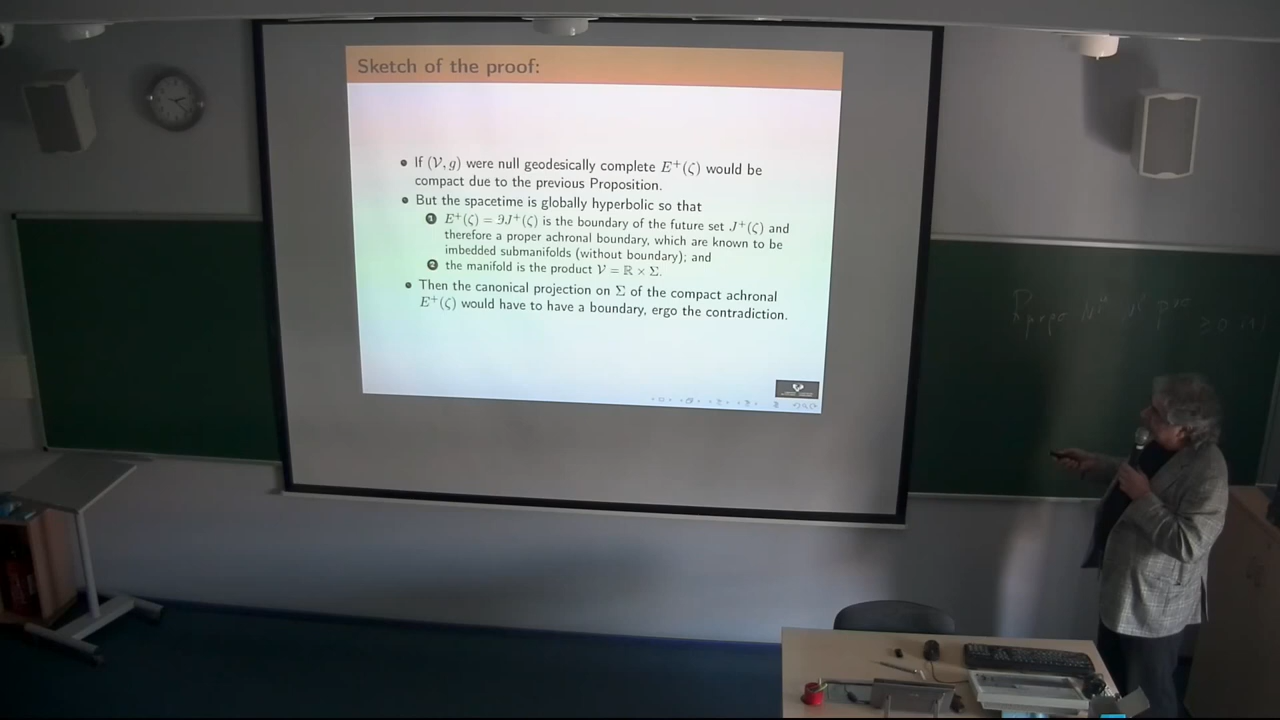 Sketch of the proof:
• If (𝒱, g) were null geodesically complete E⁺(ζ) would be
compact due to the previous Proposition.
• But the spacetime is globally hyperbolic so that
1 E⁺(ζ) = ∂J⁺(ζ) is the boundary of the future set J⁺(ζ) and
therefore a proper achronal boundary, which are known to be
imbedded submanifolds (without boundary); and
2 the manifold is the product 𝒱 = ℝ × Σ.
• Then the canonical projection on Σ of the compact achronal
E⁺(ζ) would have to have a boundary, ergo the contradiction.